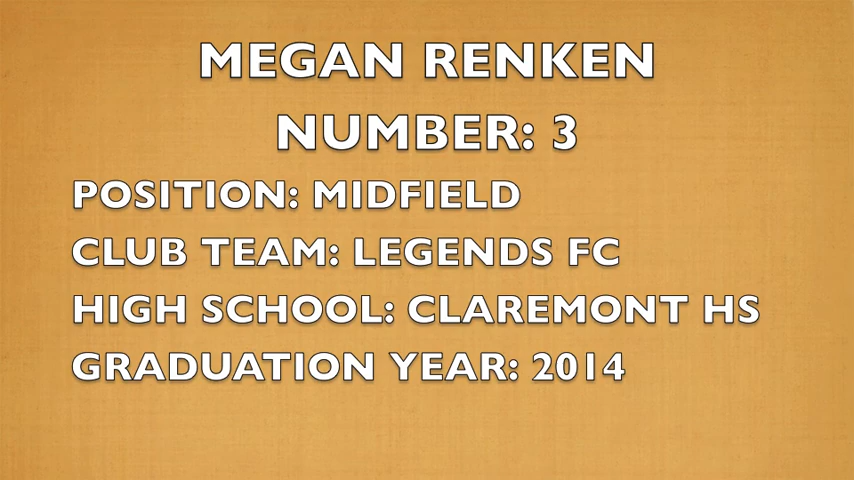 MEGAN RENKEN
NUMBER: 3
POSITION: MIDFIELD
CLUB TEAM: LEGENDS FC
HIGH SCHOOL: CLAREMONT HS
GRADUATION YEAR: 2014